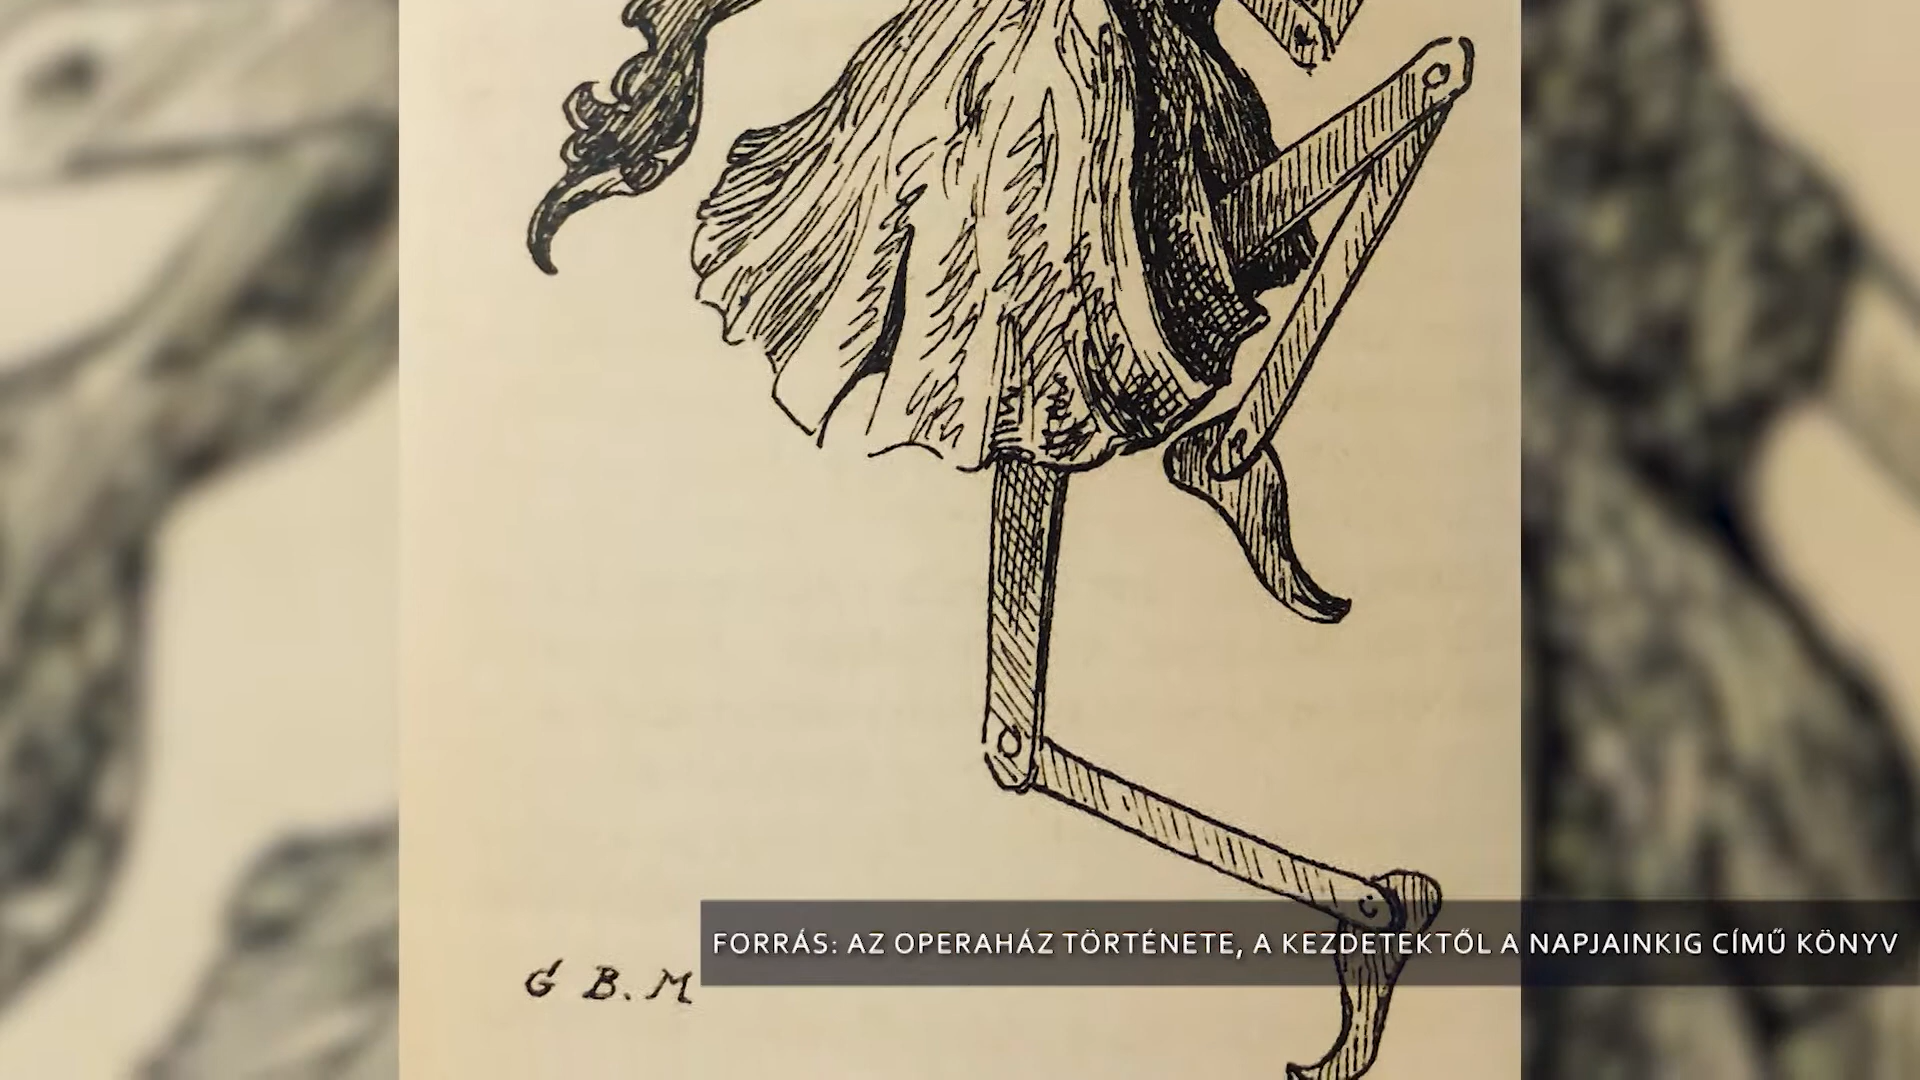 FORRÁS: AZ OPERAHÁZ TÖRTÉNETE, A KEZDETEKTŐL A NAPJAINKIG CÍMŰ KÖNYV
G B. M